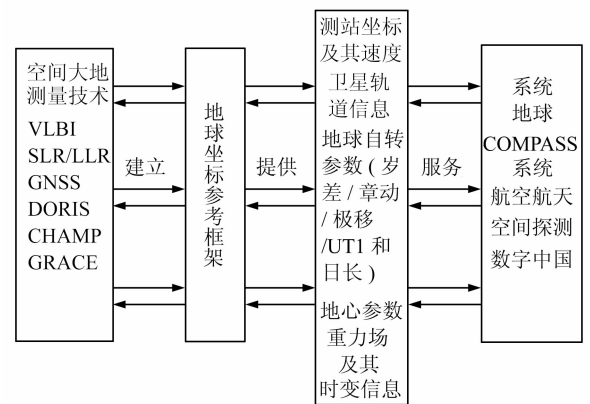 空间大地
测量技术
VLBI
SLR/LLR
GNSS
DORIS
CHAMP
GRACE
建立
地球坐标参考框架
提供
测站坐标
及其速度
卫星轨
道信息
地球自转
参数(岁
差/章动
/极移
/UT1和
日长)
地心参数
重力场
及其
时变信息
服务
系统
地球
COMPASS
系统
航空航天
空间探测
数字中国